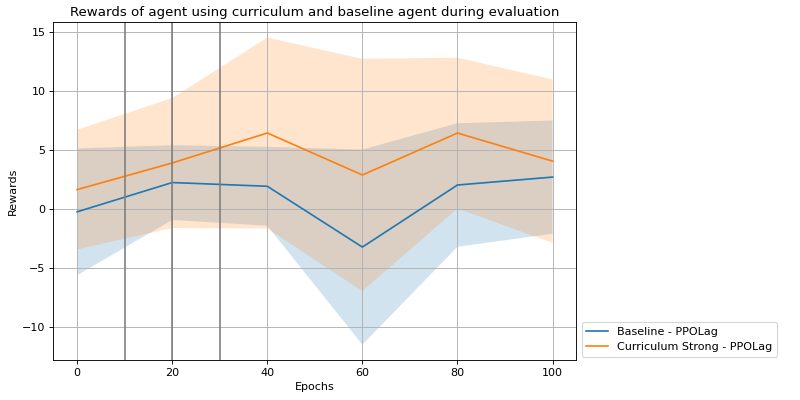 Rewards of agent using curriculum and baseline agent during evaluation
15
10
5
0
−5
−10
Rewards
0 20 40 60 80 100
Epochs
Baseline - PPOLag
Curriculum Strong - PPOLag